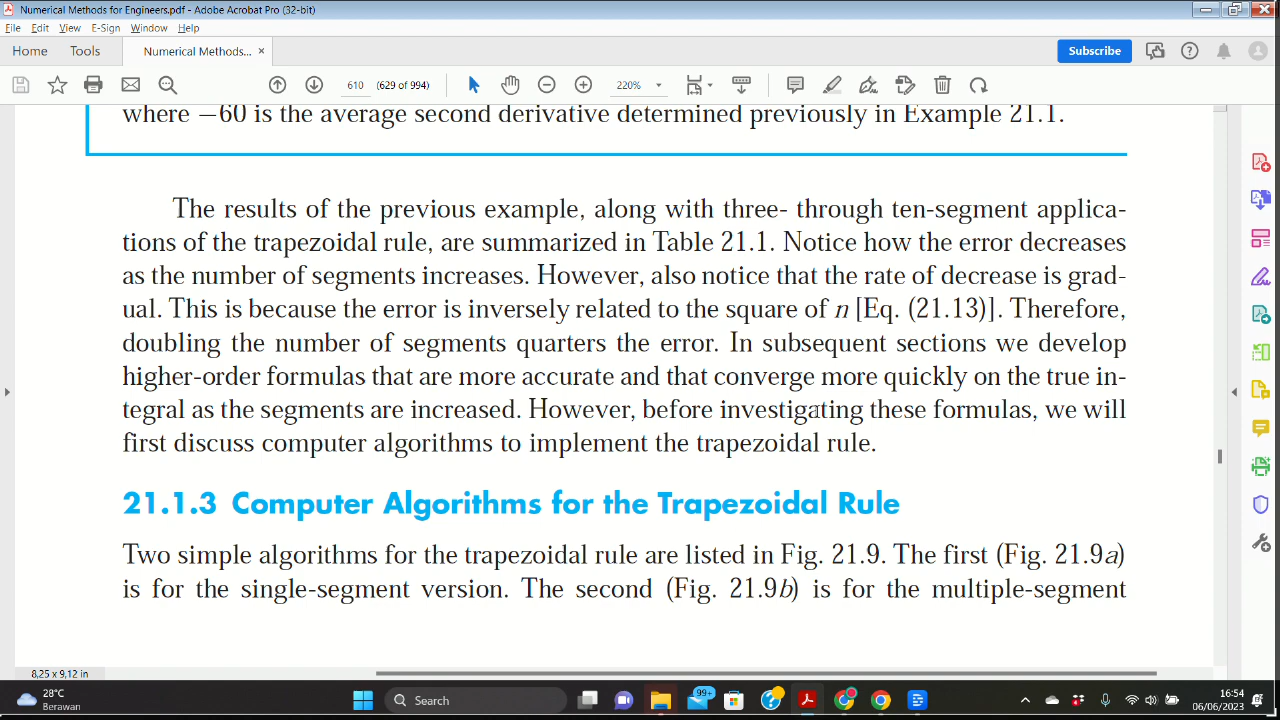 Numerical Methods for Engineers.pdf - Adobe Acrobat Pro (32-bit)
File Edit View E-Sign Window Help
Home Tools Numerical Methods... × Subscribe
610 (629 of 994) 220%
where −60 is the average second derivative determined previously in Example 21.1.
The results of the previous example, along with three- through ten-segment applica-
tions of the trapezoidal rule, are summarized in Table 21.1. Notice how the error decreases
as the number of segments increases. However, also notice that the rate of decrease is grad-
ual. This is because the error is inversely related to the square of n [Eq. (21.13)]. Therefore,
doubling the number of segments quarters the error. In subsequent sections we develop
higher-order formulas that are more accurate and that converge more quickly on the true in-
tegral as the segments are increased. However, before investigating these formulas, we will
first discuss computer algorithms to implement the trapezoidal rule.
21.1.3 Computer Algorithms for the Trapezoidal Rule
Two simple algorithms for the trapezoidal rule are listed in Fig. 21.9. The first (Fig. 21.9a)
is for the single-segment version. The second (Fig. 21.9b) is for the multiple-segment
8,25 x 9,12 in
28°C
Berawan
Search
99+
16:54
06/06/2023